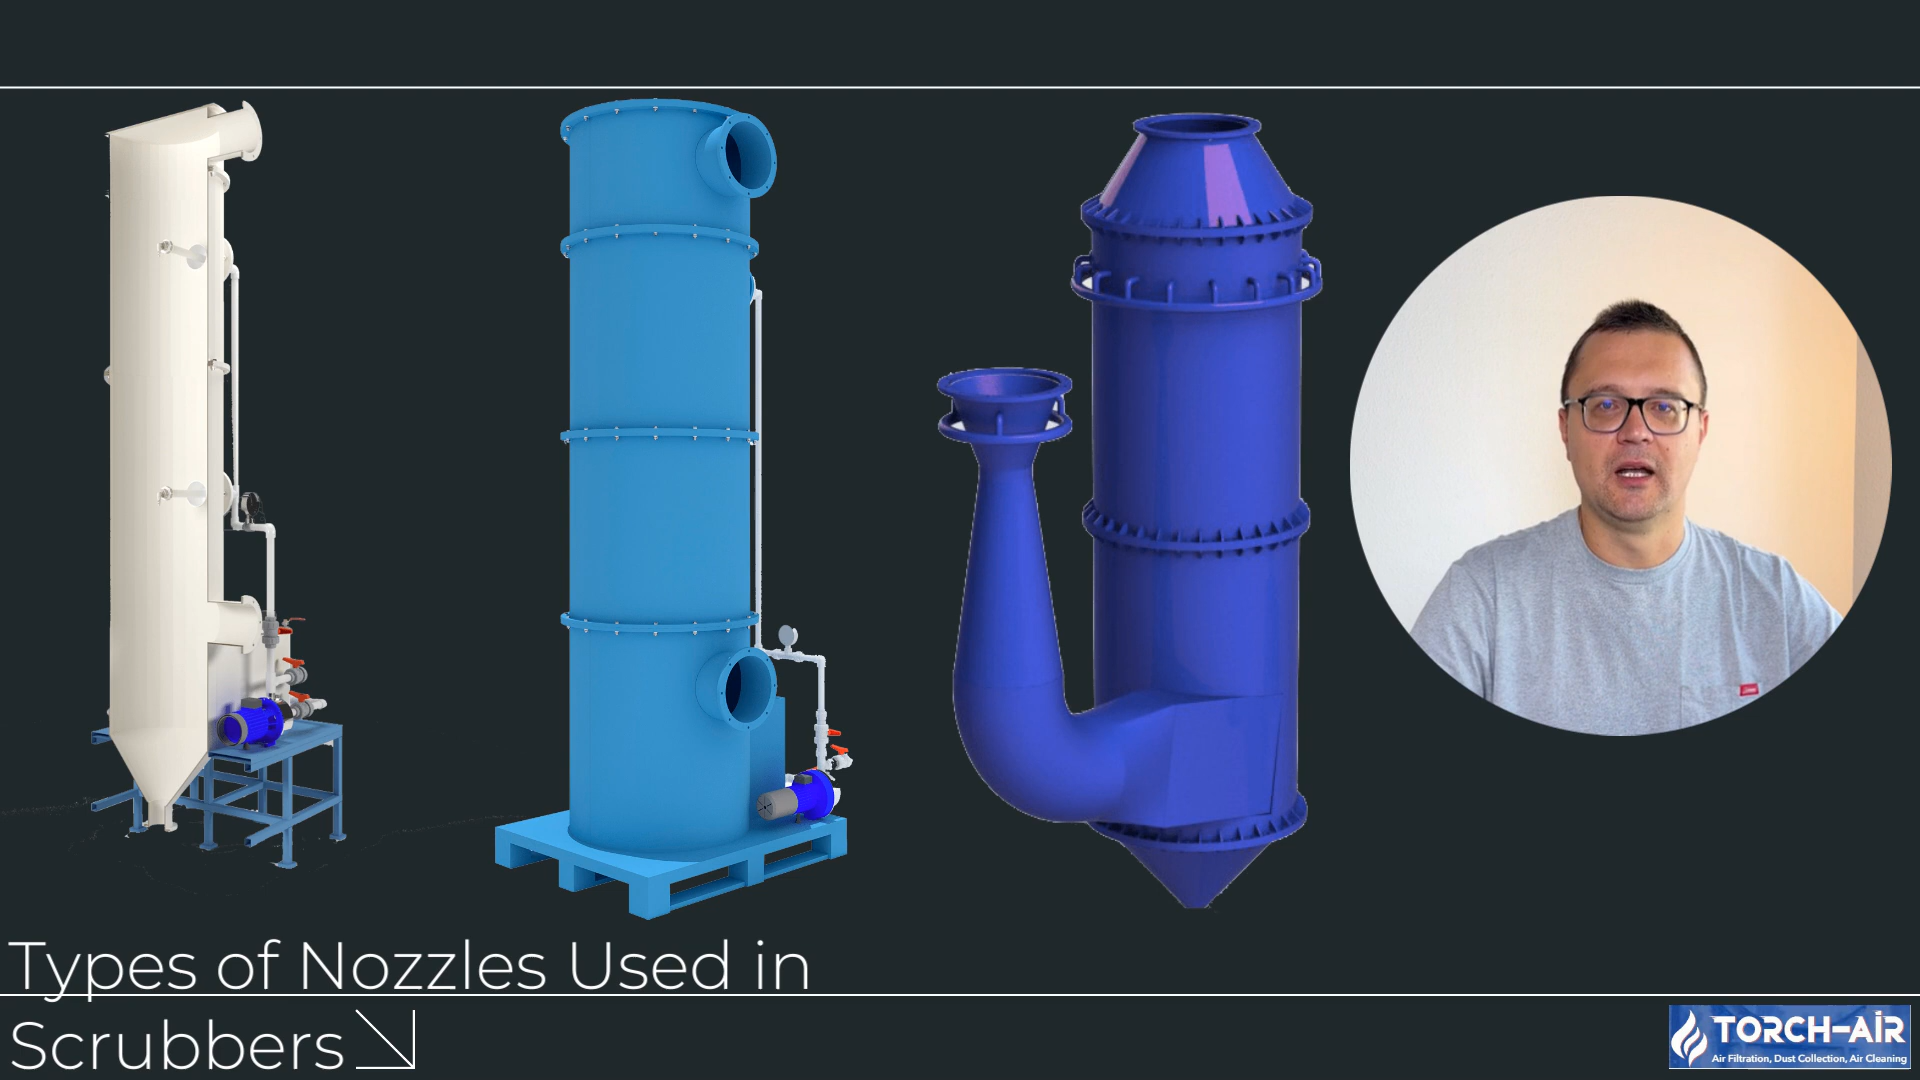 Types of Nozzles Used in
Scrubbers
TORCH-AIR
Air Filtration, Dust Collection, Air Cleaning